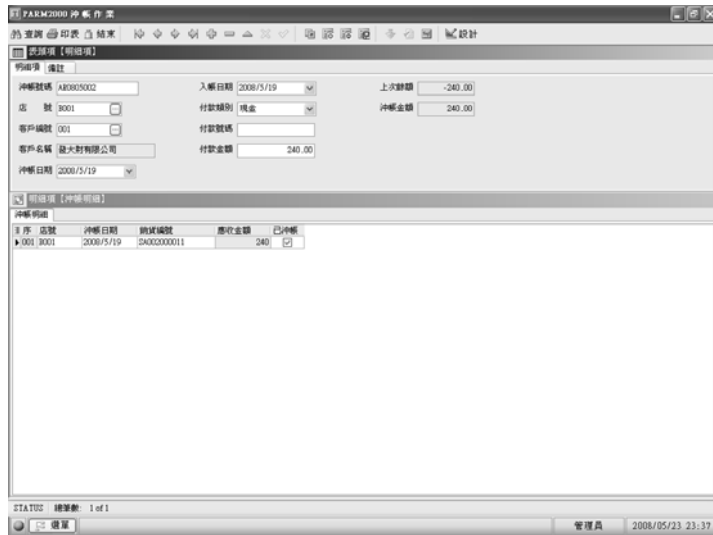 PARM2000 沖帳作業
查詢 印表 結束 設計
表頭項【明細項】
明細項 備註
沖帳號碼 AR0805002 入帳日期 2008/5/19 上次餘額 -240.00
店 號 B001 付款類別 現金 沖帳金額 240.00
客戶編號 001 付款號碼
客戶名稱 發大財有限公司 付款金額 240.00
沖帳日期 2008/5/19
明細項【沖帳明細】
沖帳明細
序 店號 沖帳日期 銷貨編號 應收金額 已沖帳
001 B001 2008/5/19 SA002000011 240
STATUS 總筆數: 1 of 1
選單 管理員 2008/05/23 23:37